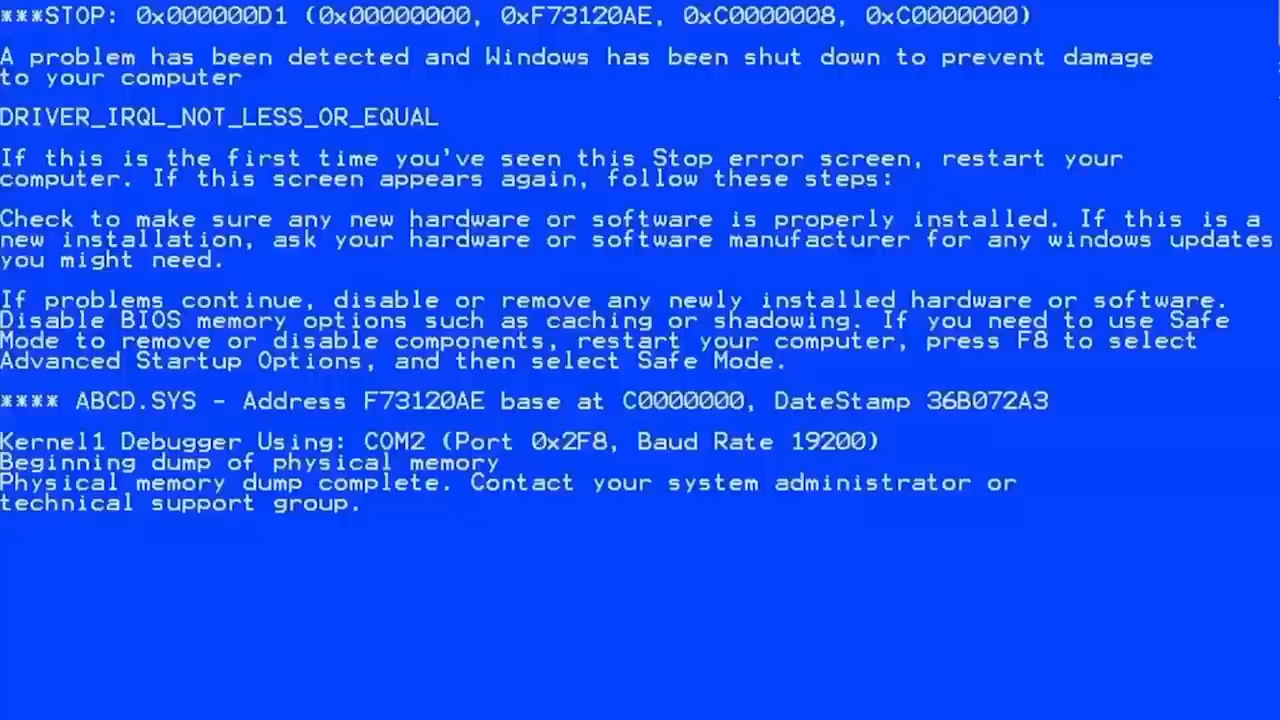 ***STOP: 0x000000D1 (0x00000000, 0xF73120AE, 0xC0000008, 0xC0000000)
A problem has been detected and Windows has been shut down to prevent damage
to your computer
DRIVER_IRQL_NOT_LESS_OR_EQUAL
If this is the first time you've seen this Stop error screen, restart your
computer. If this screen appears again, follow these steps:
Check to make sure any new hardware or software is properly installed. If this is a
new installation, ask your hardware or software manufacturer for any windows updates
you might need.
If problems continue, disable or remove any newly installed hardware or software.
Disable BIOS memory options such as caching or shadowing. If you need to use Safe
Mode to remove or disable components, restart your computer, press F8 to select
Advanced Startup Options, and then select Safe Mode.
**** ABCD.SYS - Address F73120AE base at C0000000, DateStamp 36B072A3
Kernel1 Debugger Using: COM2 (Port 0x2F8, Baud Rate 19200)
Beginning dump of physical memory
Physical memory dump complete. Contact your system administrator or
technical support group.